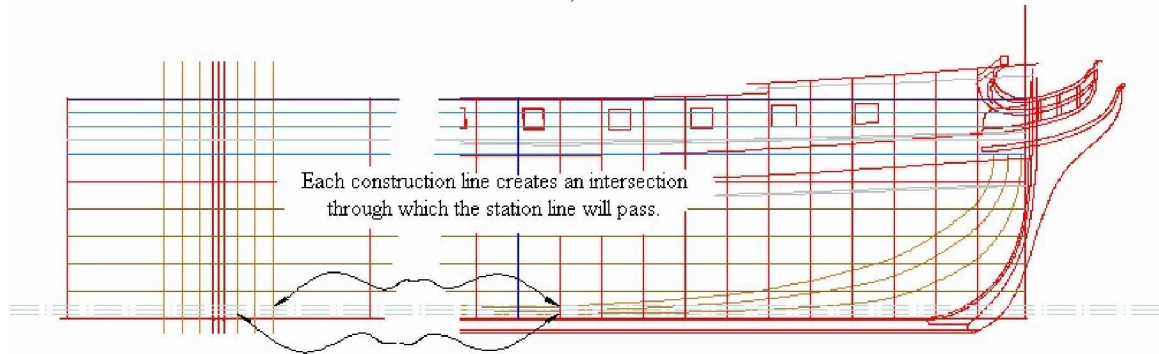 Each construction line creates an intersection
through which the station line will pass.